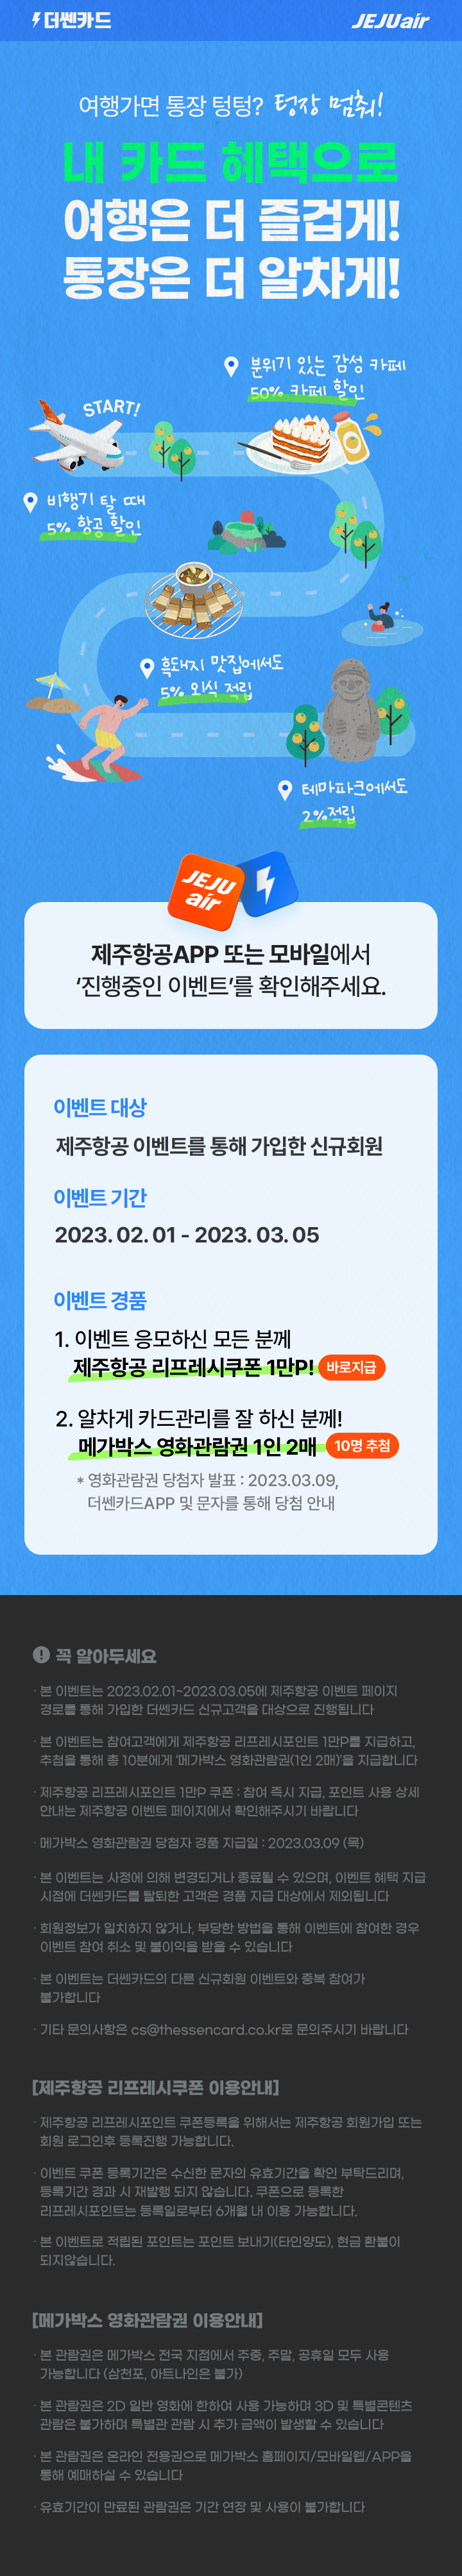 더쎈카드
JEJUair
여행가면 통장 텅텅? 텅장 멈춰!
내 카드 혜택으로
여행은 더 즐겁게!
통장은 더 알차게!
분위기 있는 감성 카페
50% 카페 할인
START!
비행기 탈 때
5% 항공 할인
흑돼지 맛집에서도
5% 외식 적립
테마파크에서도
2%적립
JEJU
air
제주항공APP 또는 모바일에서
‘진행중인 이벤트’를 확인해주세요.
이벤트 대상
제주항공 이벤트를 통해 가입한 신규회원
이벤트 기간
2023. 02. 01 - 2023. 03. 05
이벤트 경품
1. 이벤트 응모하신 모든 분께
제주항공 리프레시쿠폰 1만P! 바로지급
2. 알차게 카드관리를 잘 하신 분께!
메가박스 영화관람권 1인 2매 10명 추첨
* 영화관람권 당첨자 발표 : 2023.03.09,
더쎈카드APP 및 문자를 통해 당첨 안내
! 꼭 알아두세요
· 본 이벤트는 2023.02.01~2023.03.05에 제주항공 이벤트 페이지
경로를 통해 가입한 더쎈카드 신규고객을 대상으로 진행됩니다
· 본 이벤트는 참여고객에게 제주항공 리프레시포인트 1만P를 지급하고,
추첨을 통해 총 10분에게 '메가박스 영화관람권(1인 2매)'을 지급합니다
· 제주항공 리프레시포인트 1만P 쿠폰 : 참여 즉시 지급, 포인트 사용 상세
안내는 제주항공 이벤트 페이지에서 확인해주시기 바랍니다
· 메가박스 영화관람권 당첨자 경품 지급일 : 2023.03.09 (목)
· 본 이벤트는 사정에 의해 변경되거나 종료될 수 있으며, 이벤트 혜택 지급
시점에 더쎈카드를 탈퇴한 고객은 경품 지급 대상에서 제외됩니다
· 회원정보가 일치하지 않거나, 부당한 방법을 통해 이벤트에 참여한 경우
이벤트 참여 취소 및 불이익을 받을 수 있습니다
· 본 이벤트는 더쎈카드의 다른 신규회원 이벤트와 중복 참여가
불가합니다
· 기타 문의사항은 cs@thessencard.co.kr로 문의주시기 바랍니다
[제주항공 리프레시쿠폰 이용안내]
· 제주항공 리프레시포인트 쿠폰등록을 위해서는 제주항공 회원가입 또는
회원 로그인후 등록진행 가능합니다.
· 이벤트 쿠폰 등록기간은 수신한 문자의 유효기간을 확인 부탁드리며,
등록기간 경과 시 재발행 되지 않습니다. 쿠폰으로 등록한
리프레시포인트는 등록일로부터 6개월 내 이용 가능합니다.
· 본 이벤트로 적립된 포인트는 포인트 보내기(타인양도), 현금 환불이
되지않습니다.
[메가박스 영화관람권 이용안내]
· 본 관람권은 메가박스 전국 지점에서 주중, 주말, 공휴일 모두 사용
가능합니다 (삼천포, 아트나인은 불가)
· 본 관람권은 2D 일반 영화에 한하여 사용 가능하며 3D 및 특별콘텐츠
관람은 불가하며 특별관 관람 시 추가 금액이 발생할 수 있습니다
· 본 관람권은 온라인 전용권으로 메가박스 홈페이지/모바일웹/APP을
통해 예매하실 수 있습니다
· 유효기간이 만료된 관람권은 기간 연장 및 사용이 불가합니다